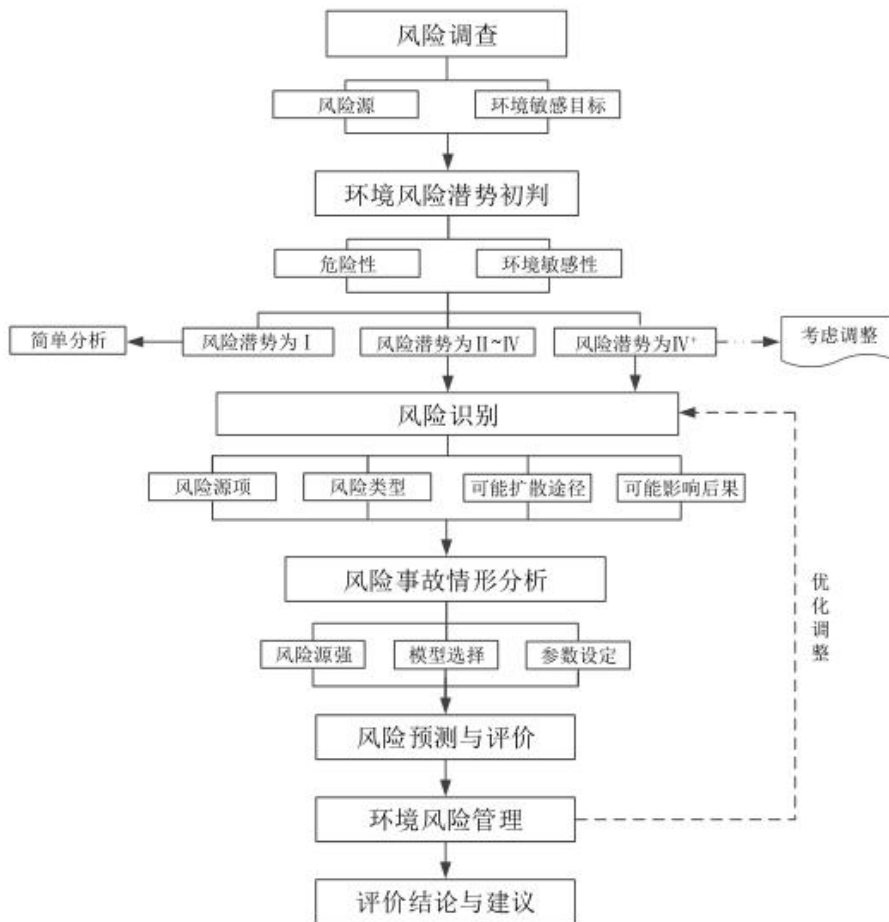 风险调查
风险源
环境敏感目标
环境风险潜势初判
危险性
环境敏感性
简单分析
风险潜势为Ⅰ
风险潜势为Ⅱ~Ⅳ
风险潜势为Ⅳ⁺
考虑调整
风险识别
风险源项
风险类型
可能扩散途径
可能影响后果
风险事故情形分析
优化调整
风险源强
模型选择
参数设定
风险预测与评价
环境风险管理
评价结论与建议